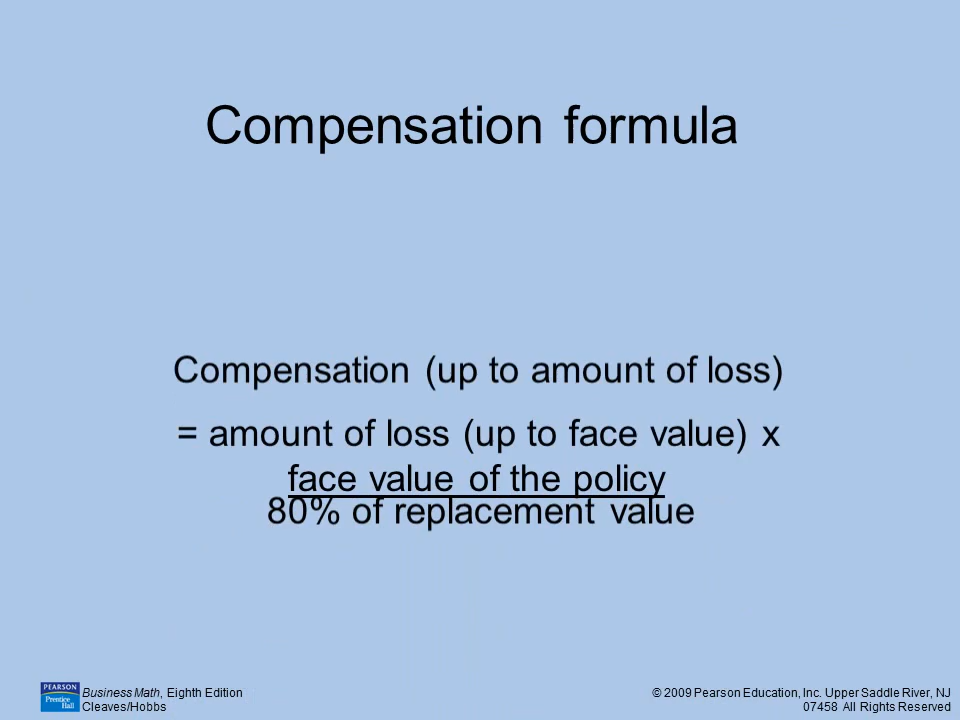 Compensation formula
Compensation (up to amount of loss)
= amount of loss (up to face value) x
face value of the policy
80% of replacement value
PEARSON
Prentice
Hall
Business Math, Eighth Edition
Cleaves/Hobbs
© 2009 Pearson Education, Inc. Upper Saddle River, NJ
07458 All Rights Reserved